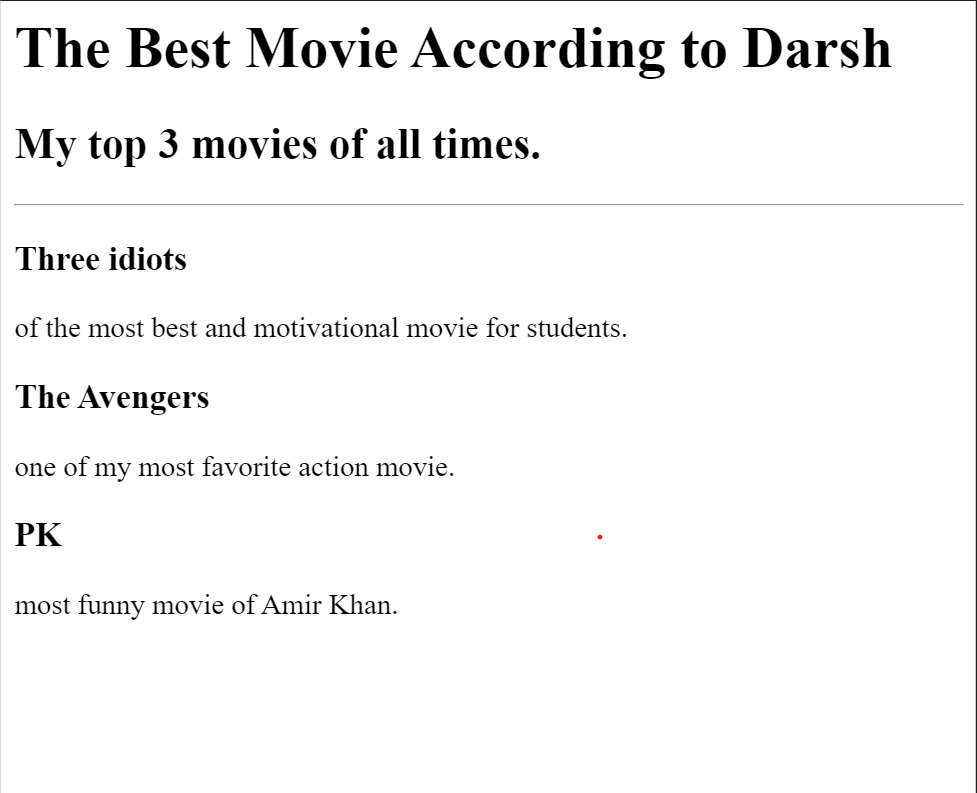 The Best Movie According to Darsh
My top 3 movies of all times.
Three idiots
of the most best and motivational movie for students.
The Avengers
one of my most favorite action movie.
PK
most funny movie of Amir Khan.